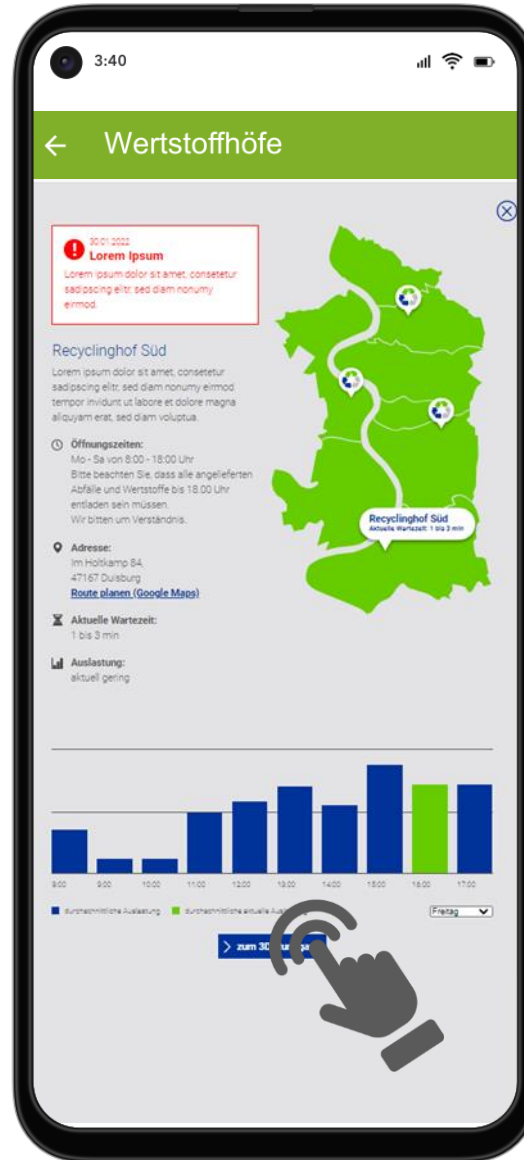 3:40
Wertstoffhöfe
30.01.2022
Lorem Ipsum
Lorem ipsum dolor sit amet, consetetur
sadipscing elitr, sed diam nonumy
eirmod.
Recyclinghof Süd
Lorem ipsum dolor sit amet, consetetur
sadipscing elitr, sed diam nonumy eirmod
tempor invidunt ut labore et dolore magna
aliquyam erat, sed diam voluptua.
Öffnungszeiten:
Mo - Sa von 8:00 - 18:00 Uhr
Bitte beachten Sie, dass alle angelieferten
Abfälle und Wertstoffe bis 18.00 Uhr
entladen sein müssen.
Wir bitten um Verständnis.
Adresse:
Im Holtkamp 84,
47167 Duisburg
Route planen (Google Maps)
Aktuelle Wartezeit:
1 bis 3 min
Auslastung:
aktuell gering
Recyclinghof Süd
Aktuelle Wartezeit: 1 bis 3 min
8:00 9:00 10:00 11:00 12:00 13:00 14:00 15:00 16:00 17:00
durchschnittliche Auslastung durchschnittliche aktuelle
Freitag
zum